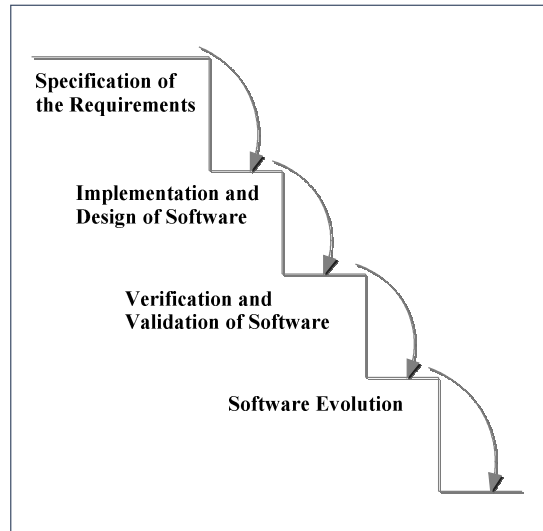 Specification of
the Requirements
Implementation and
Design of Software
Verification and
Validation of Software
Software Evolution